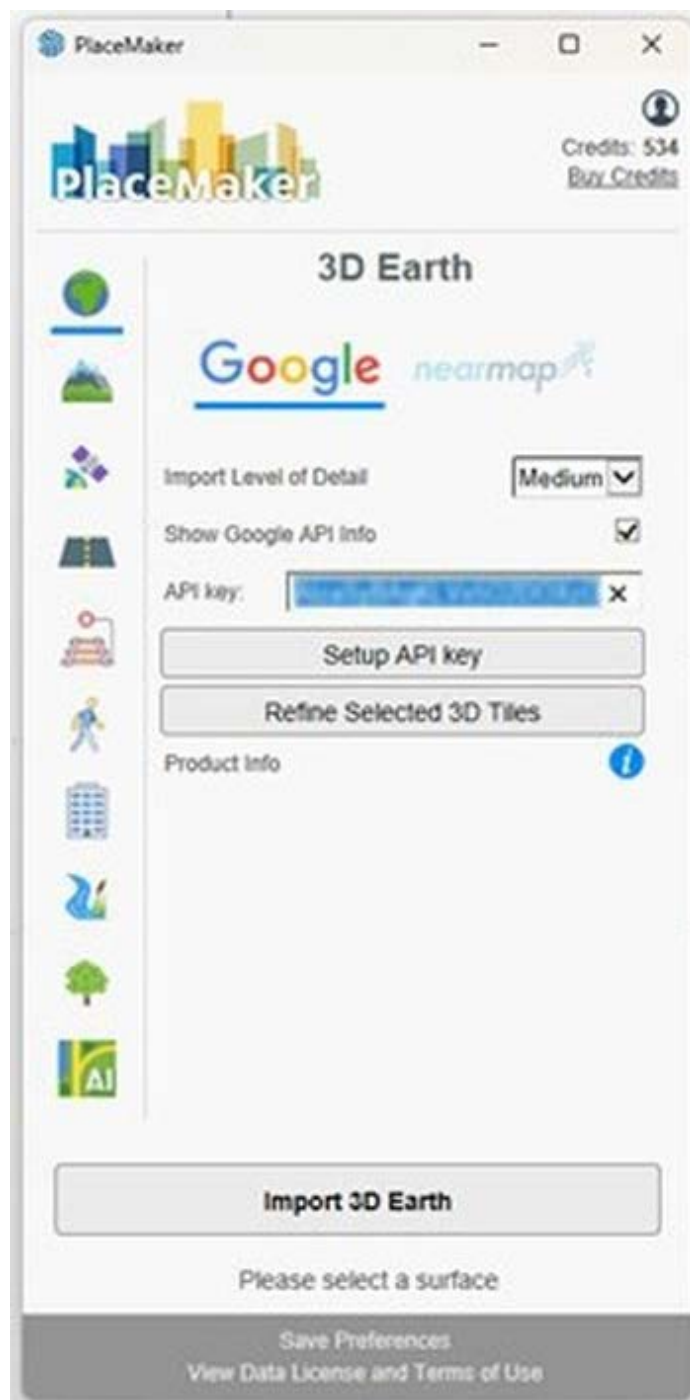 PlaceMaker
PlaceMaker
Credits: 534
Buy Credits
3D Earth
Google nearmap
Import Level of Detail Medium
Show Google API Info
API key:
Setup API key
Refine Selected 3D Tiles
Product Info
AI
Import 3D Earth
Please select a surface
Save Preferences
View Data License and Terms of Use